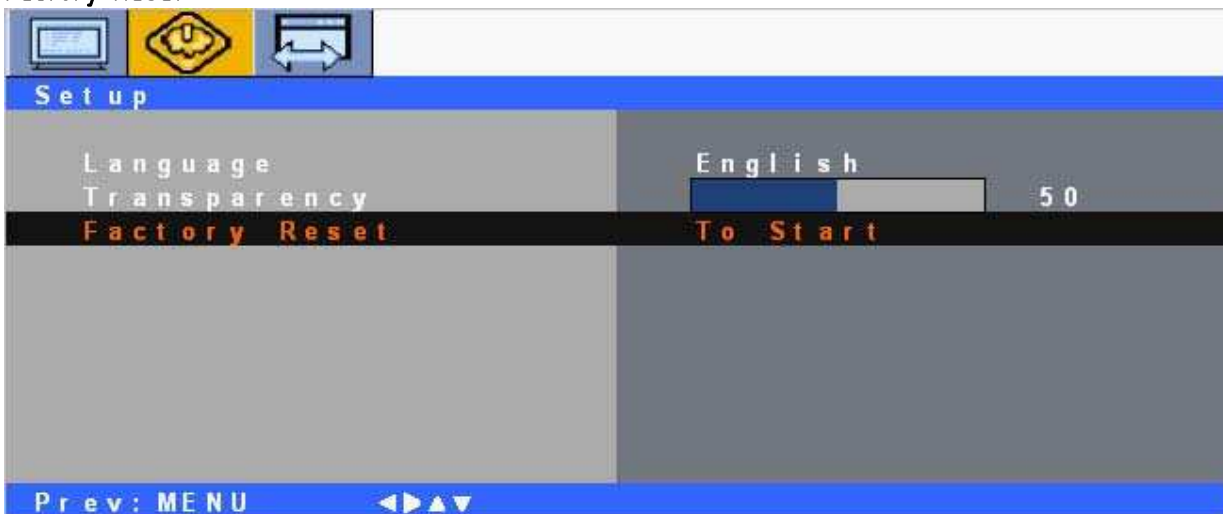 Setup
Language English
Transparency 50
Factory Reset To Start
Prev: MENU ◀▶▲▼